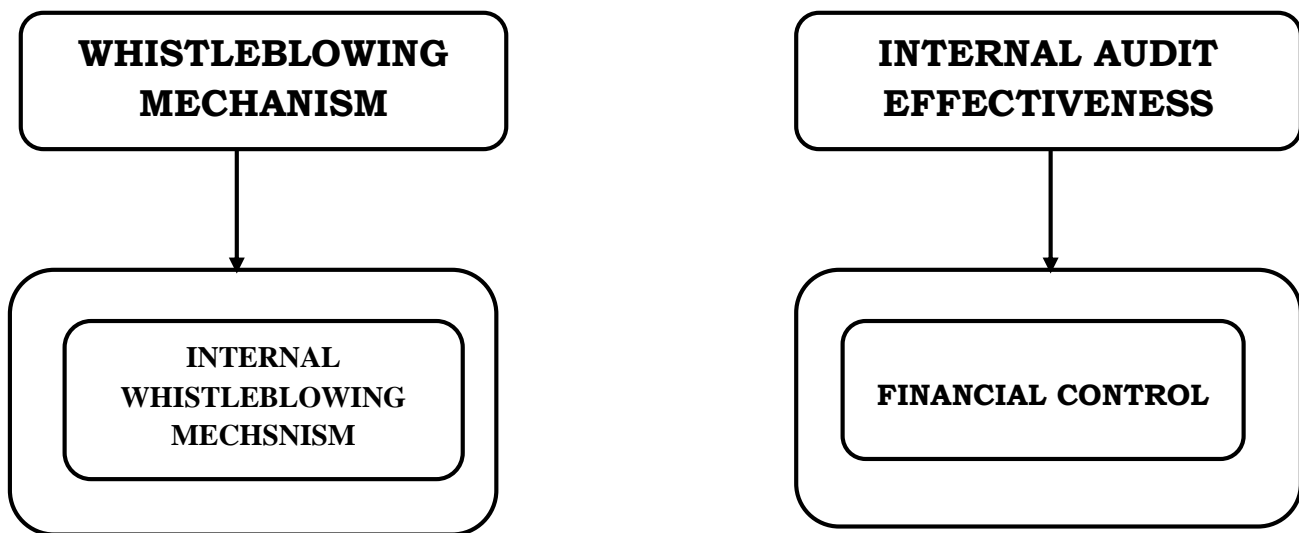 WHISTLEBLOWING
MECHANISM
INTERNAL AUDIT
EFFECTIVENESS
INTERNAL
WHISTLEBLOWING
MECHSNISM
FINANCIAL CONTROL